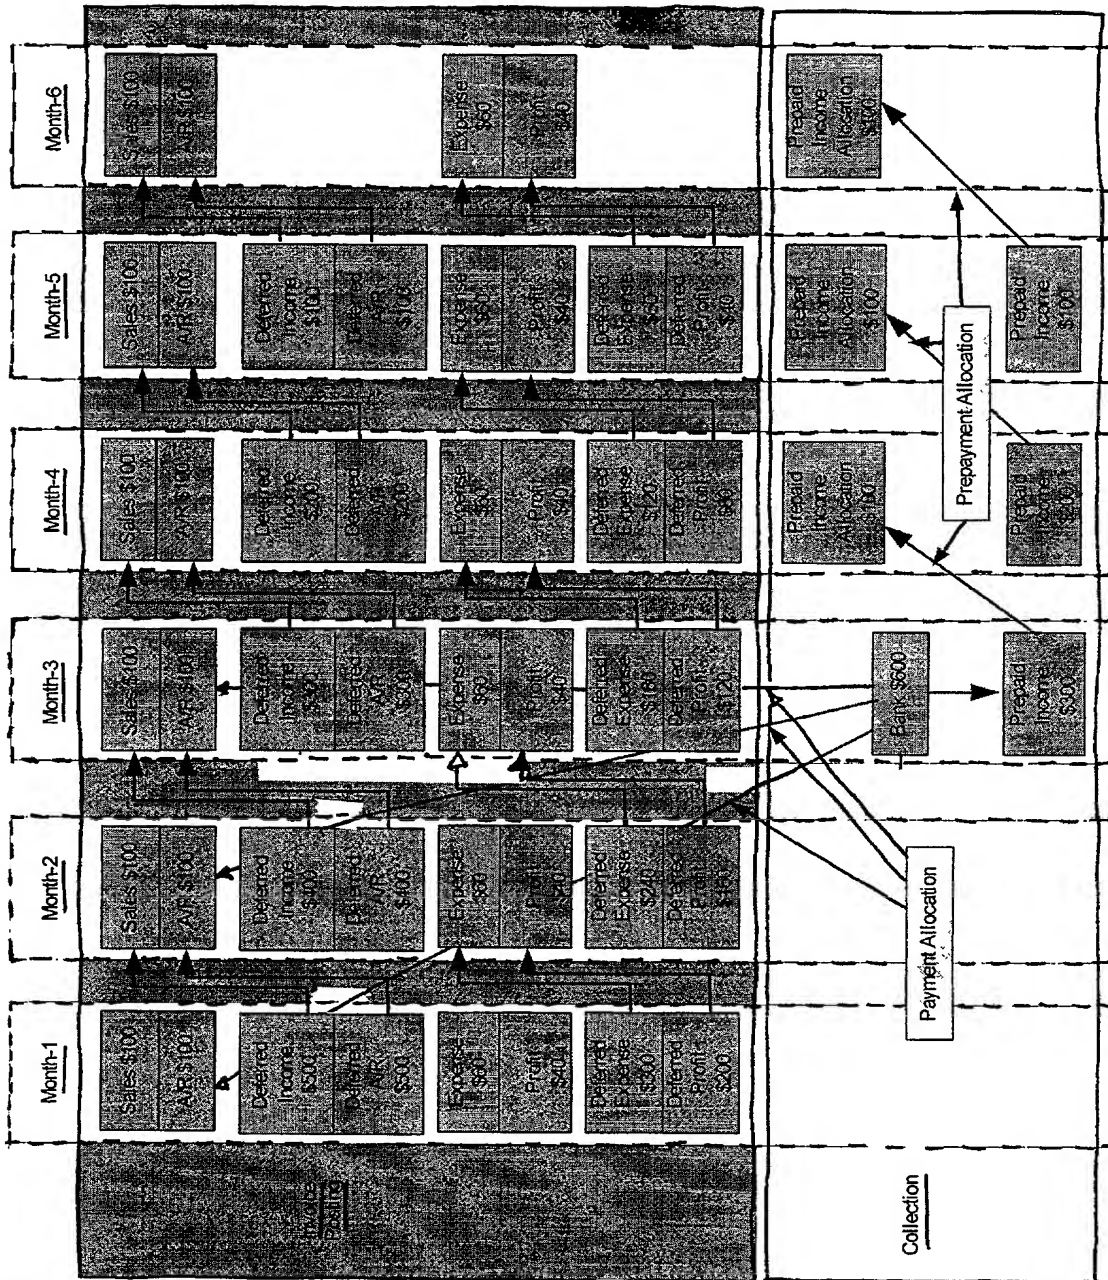 Month-1
Month-2
Month-3
Month-4
Month-5
Month-6
Invoice
Posting
Sales $100
A/R $100
Deferred
Income
$500
Deferred
A/R
$500
Expense
$60
Profit
$40
Deferred
Expense
$300
Deferred
Profit
$200
Sales $100
A/R $100
Deferred
Income
$400
Deferred
A/R
$400
Expense
$60
Profit
$40
Deferred
Expense
$240
Deferred
Profit
$160
Sales $100
A/R $100
Deferred
Income
$300
Deferred
A/R
$300
Expense
$60
Profit
$40
Deferred
Expense
$180
Deferred
Profit
$120
Sales $100
A/R $100
Deferred
Income
$200
Deferred
A/R
$200
Expense
$60
Profit
$40
Deferred
Expense
$120
Deferred
Profit
$80
Sales $100
A/R $100
Deferred
Income
$100
Deferred
A/R
$100
Expense
$60
Profit
$40
Deferred
Expense
$60
Deferred
Profit
$40
Sales $100
A/R $100
Expense
$60
Profit
$40
Collection
Payment Allocation
Bank $600
Prepaid
Income
$300
Prepaid
Income
Allocation
$100
Prepaid
Income
$200
Prepayment Allocation
Prepaid
Income
Allocation
$100
Prepaid
Income
$100
Prepaid
Income
Allocation
$100